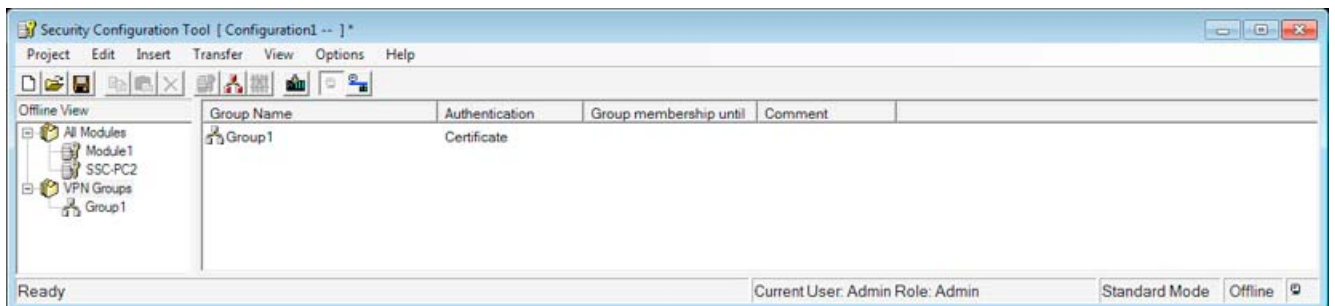 Security Configuration Tool [ Configuration1 -- ] *
Project Edit Insert Transfer View Options Help
Offline View
Group Name Authentication Group membership until Comment
All Modules
Group1 Certificate
Module1
SSC-PC2
VPN Groups
Group1
Ready Current User: Admin Role: Admin Standard Mode Offline